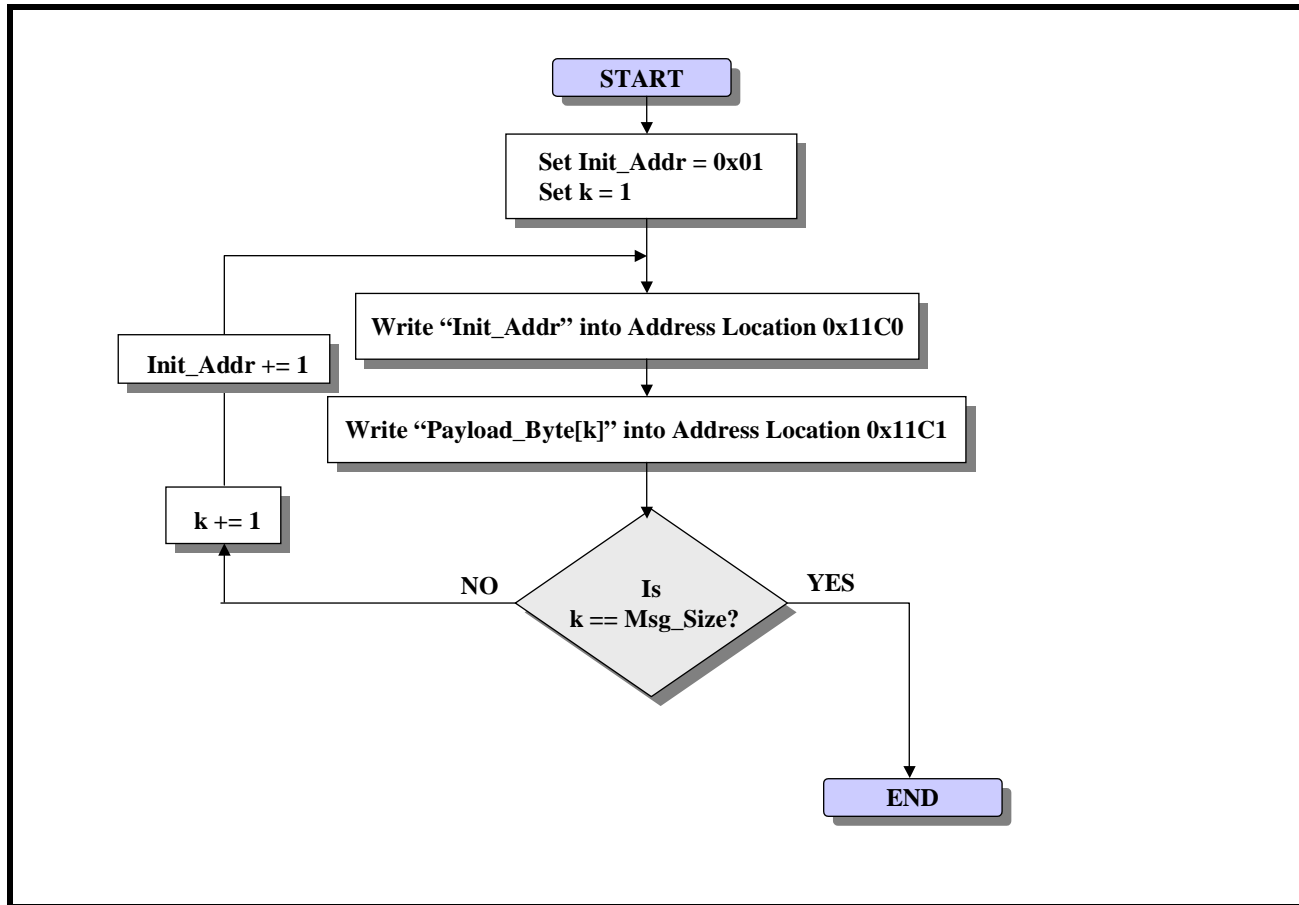 START
Set Init_Addr = 0x01
Set k = 1
Write “Init_Addr” into Address Location 0x11C0
Init_Addr += 1
Write “Payload_Byte[k]” into Address Location 0x11C1
k += 1
NO
YES
Is
k == Msg_Size?
END